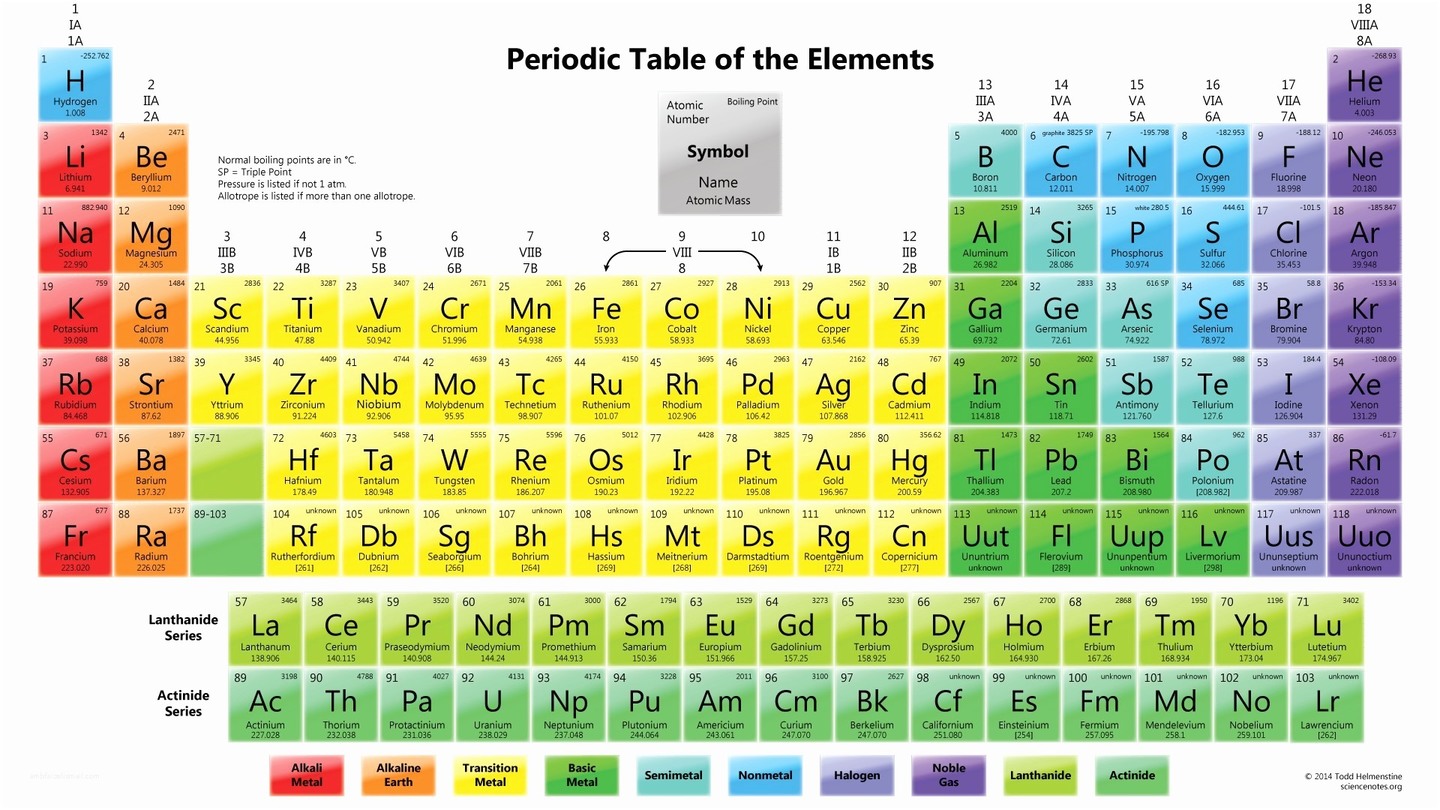 1
IA
1A
18
VIIIA
8A
Periodic Table of the Elements
2
IIA
2A
13
IIIA
3A
14
IVA
4A
15
VA
5A
16
VIA
6A
17
VIIA
7A
1 -252.762
H
Hydrogen
1.008
2 -268.93
He
Helium
4.003
Atomic Number
Boiling Point
Symbol
Name
Atomic Mass
Normal boiling points are in °C.
SP = Triple Point
Pressure is listed if not 1 atm.
Allotrope is listed if more than one allotrope.
3 1342
Li
Lithium
6.941
4 2471
Be
Beryllium
9.012
5 4000
B
Boron
10.811
6 graphite 3825 SP
C
Carbon
12.011
7 -195.798
N
Nitrogen
14.007
8 -182.953
O
Oxygen
15.999
9 -188.12
F
Fluorine
18.998
10 -246.053
Ne
Neon
20.180
11 882.940
Na
Sodium
22.990
12 1090
Mg
Magnesium
24.305
13 2519
Al
Aluminum
26.982
14 3265
Si
Silicon
28.086
15 white 280.5
P
Phosphorus
30.974
16 444.61
S
Sulfur
32.066
17 -101.5
Cl
Chlorine
35.453
18 -185.847
Ar
Argon
39.948
3
IIIB
3B
4
IVB
4B
5
VB
5B
6
VIB
6B
7
VIIB
7B
8
9
10
VIII
8
11
IB
1B
12
IIB
2B
19 759
K
Potassium
39.098
20 1484
Ca
Calcium
40.078
21 2836
Sc
Scandium
44.956
22 3287
Ti
Titanium
47.88
23 3407
V
Vanadium
50.942
24 2671
Cr
Chromium
51.996
25 2061
Mn
Manganese
54.938
26 2861
Fe
Iron
55.933
27 2927
Co
Cobalt
58.933
28 2913
Ni
Nickel
58.693
29 2562
Cu
Copper
63.546
30 907
Zn
Zinc
65.39
31 2204
Ga
Gallium
69.732
32 2833
Ge
Germanium
72.61
33 616 SP
As
Arsenic
74.922
34 685
Se
Selenium
78.972
35 58.8
Br
Bromine
79.904
36 -153.34
Kr
Krypton
84.80
37 688
Rb
Rubidium
84.468
38 1382
Sr
Strontium
87.62
39 3345
Y
Yttrium
88.906
40 4409
Zr
Zirconium
91.224
41 4744
Nb
Niobium
92.906
42 4639
Mo
Molybdenum
95.95
43 4265
Tc
Technetium
98.907
44 4150
Ru
Ruthenium
101.07
45 3695
Rh
Rhodium
102.906
46 2963
Pd
Palladium
106.42
47 2162
Ag
Silver
107.868
48 767
Cd
Cadmium
112.411
49 2072
In
Indium
114.818
50 2602
Sn
Tin
118.71
51 1587
Sb
Antimony
121.760
52 988
Te
Tellurium
127.6
53 184.4
I
Iodine
126.904
54 -108.09
Xe
Xenon
131.29
55 671
Cs
Cesium
132.905
56 1897
Ba
Barium
137.327
57-71
72 4603
Hf
Hafnium
178.49
73 5458
Ta
Tantalum
180.948
74 5555
W
Tungsten
183.85
75 5596
Re
Rhenium
186.207
76 5012
Os
Osmium
190.23
77 4428
Ir
Iridium
192.22
78 3825
Pt
Platinum
195.08
79 2856
Au
Gold
196.967
80 356.62
Hg
Mercury
200.59
81 1473
Tl
Thallium
204.383
82 1749
Pb
Lead
207.2
83 1564
Bi
Bismuth
208.980
84 962
Po
Polonium
[208.982]
85 337
At
Astatine
209.987
86 -61.7
Rn
Radon
222.018
87 677
Fr
Francium
223.020
88 1737
Ra
Radium
226.025
89-103
104 unknown
Rf
Rutherfordium
[261]
105 unknown
Db
Dubnium
[262]
106 unknown
Sg
Seaborgium
[266]
107 unknown
Bh
Bohrium
[264]
108 unknown
Hs
Hassium
[269]
109 unknown
Mt
Meitnerium
[268]
110 unknown
Ds
Darmstadtium
[269]
111 unknown
Rg
Roentgenium
[272]
112 unknown
Cn
Copernicium
[277]
113 unknown
Uut
Ununtrium
unknown
114 unknown
Fl
Flerovium
[289]
115 unknown
Uup
Ununpentium
unknown
116 unknown
Lv
Livermorium
[298]
117 unknown
Uus
Ununseptium
unknown
118 unknown
Uuo
Ununoctium
unknown
Lanthanide
Series
57 3464
La
Lanthanum
138.906
58 3443
Ce
Cerium
140.115
59 3520
Pr
Praseodymium
140.908
60 3074
Nd
Neodymium
144.24
61 3000
Pm
Promethium
144.913
62 1794
Sm
Samarium
150.36
63 1529
Eu
Europium
151.966
64 3273
Gd
Gadolinium
157.25
65 3230
Tb
Terbium
158.925
66 2567
Dy
Dysprosium
162.50
67 2700
Ho
Holmium
164.930
68 2868
Er
Erbium
167.26
69 1950
Tm
Thulium
168.934
70 1196
Yb
Ytterbium
173.04
71 3402
Lu
Lutetium
174.967
Actinide
Series
89 3198
Ac
Actinium
227.028
90 4788
Th
Thorium
232.038
91 4027
Pa
Protactinium
231.036
92 4131
U
Uranium
238.029
93 4174
Np
Neptunium
237.048
94 3228
Pu
Plutonium
244.064
95 2011
Am
Americium
243.061
96 3100
Cm
Curium
247.070
97 2627
Bk
Berkelium
247.070
98 unknown
Cf
Californium
251.080
99 unknown
Es
Einsteinium
[254]
100 unknown
Fm
Fermium
257.095
101 unknown
Md
Mendelevium
258.1
102 unknown
No
Nobelium
259.101
103 unknown
Lr
Lawrencium
[262]
Alkali
Metal
Alkaline
Earth
Transition
Metal
Basic
Metal
Semimetal
Nonmetal
Halogen
Noble
Gas
Lanthanide
Actinide
© 2014 Todd Helmenstine
sciencenotes.org